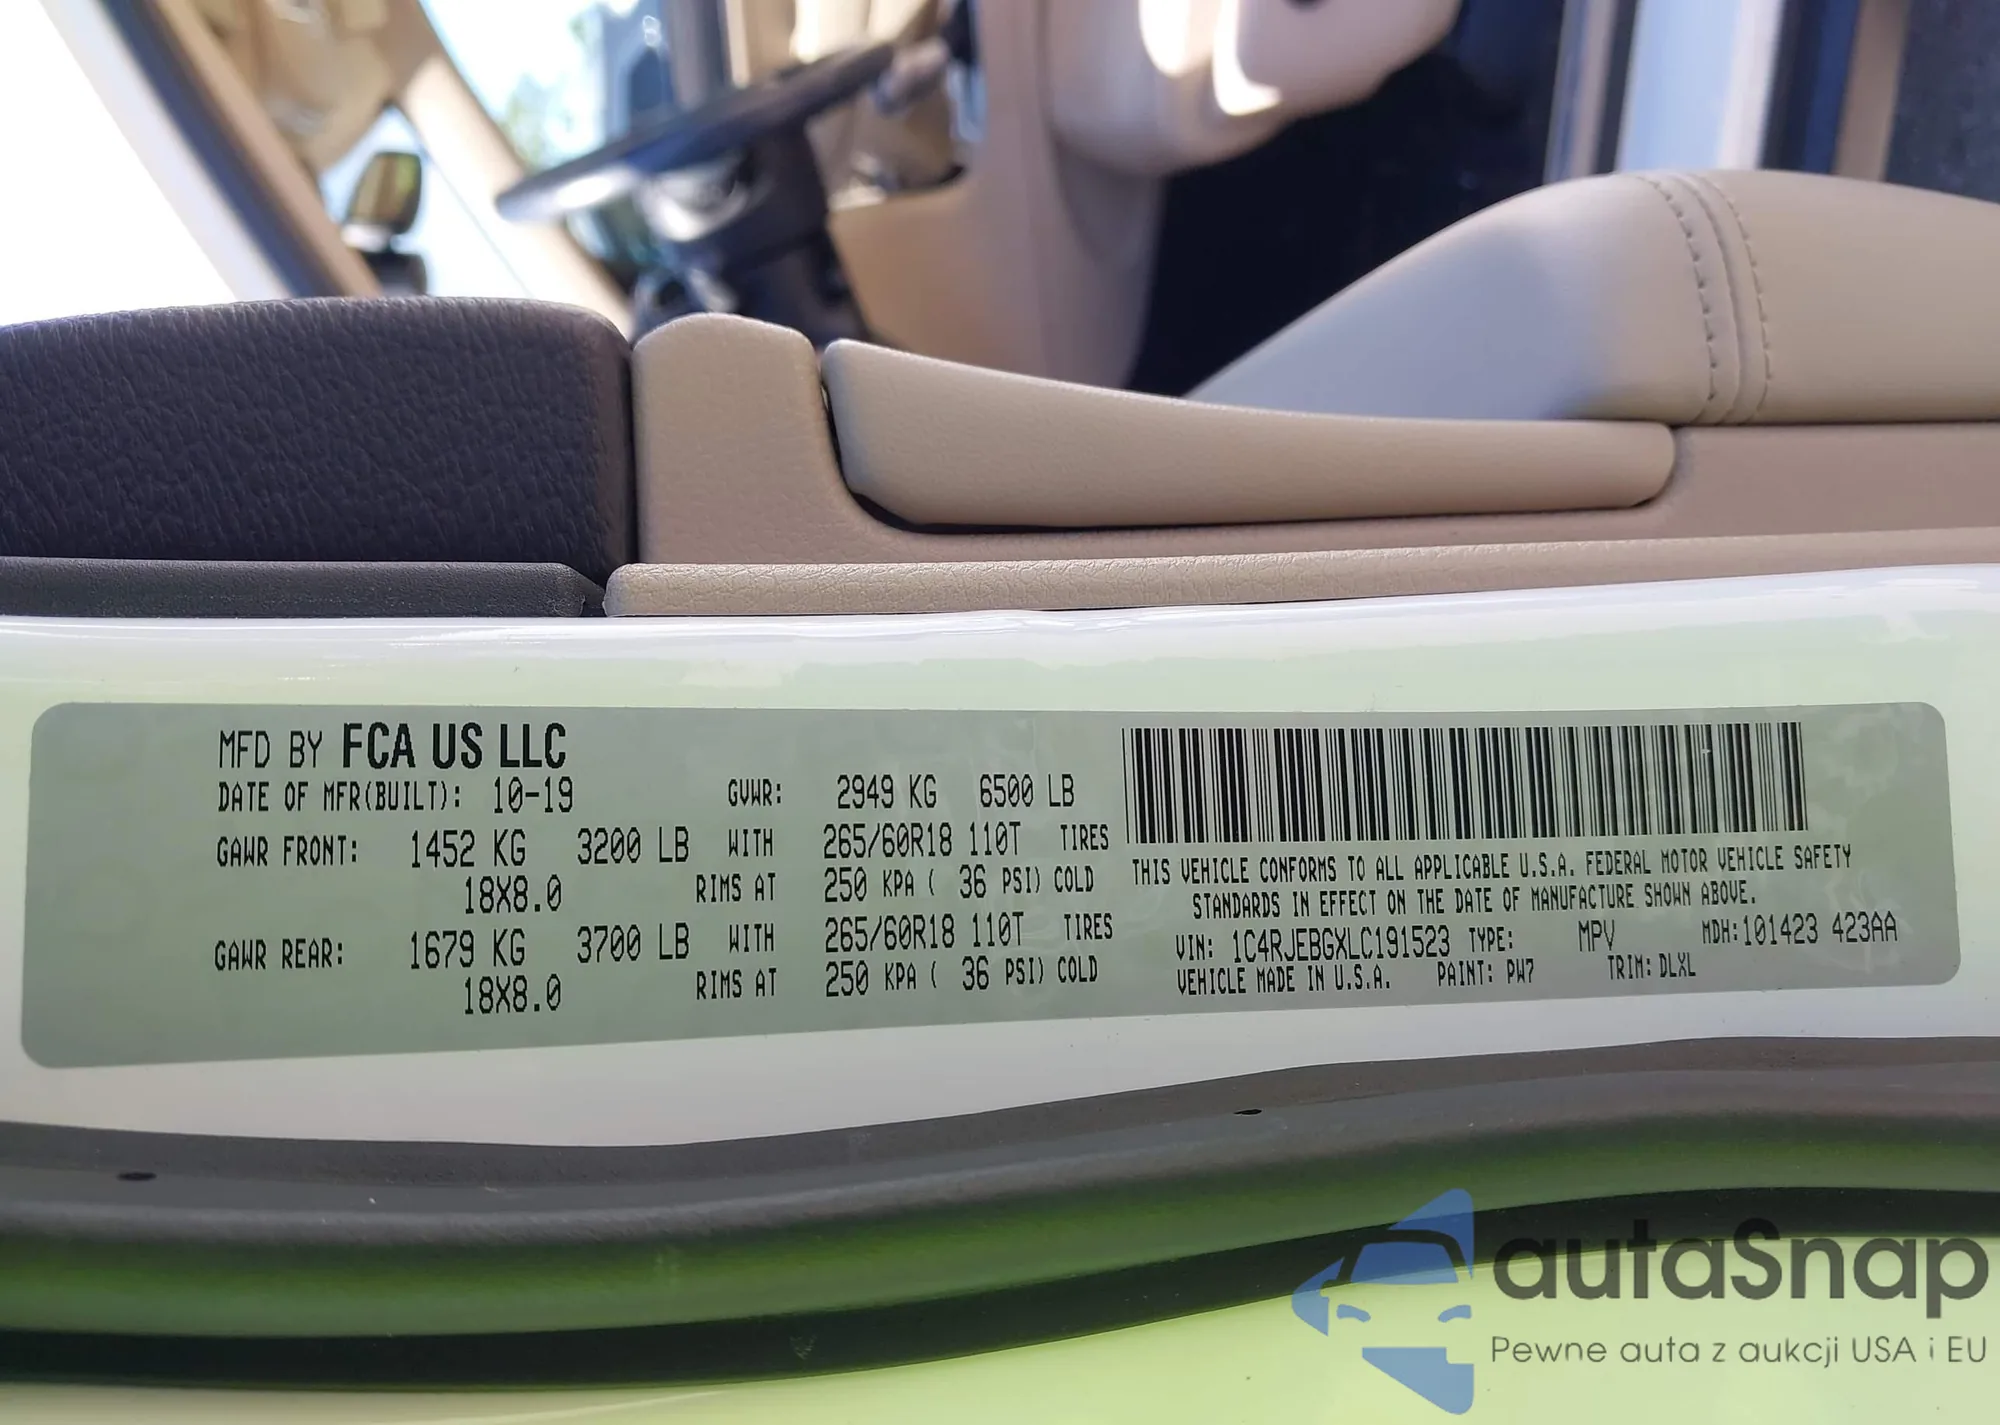 MFD BY FCA US LLC
DATE OF MFR(BUILT): 10-19 GVWR: 2949 KG 6500 LB
GAWR FRONT: 1452 KG 3200 LB WITH 265/60R18 110T TIRES
18X8.0 RIMS AT 250 KPA ( 36 PSI) COLD
GAWR REAR: 1679 KG 3700 LB WITH 265/60R18 110T TIRES
18X8.0 RIMS AT 250 KPA ( 36 PSI) COLD
THIS VEHICLE CONFORMS TO ALL APPLICABLE U.S.A. FEDERAL MOTOR VEHICLE SAFETY
STANDARDS IN EFFECT ON THE DATE OF MANUFACTURE SHOWN ABOVE.
VIN: 1C4RJEBGXLC191523 TYPE: MPV MDH:101423 423AA
VEHICLE MADE IN U.S.A. PAINT: PW7 TRIM: DLXL
autaSnap
Pewne auta z aukcji USA i EU